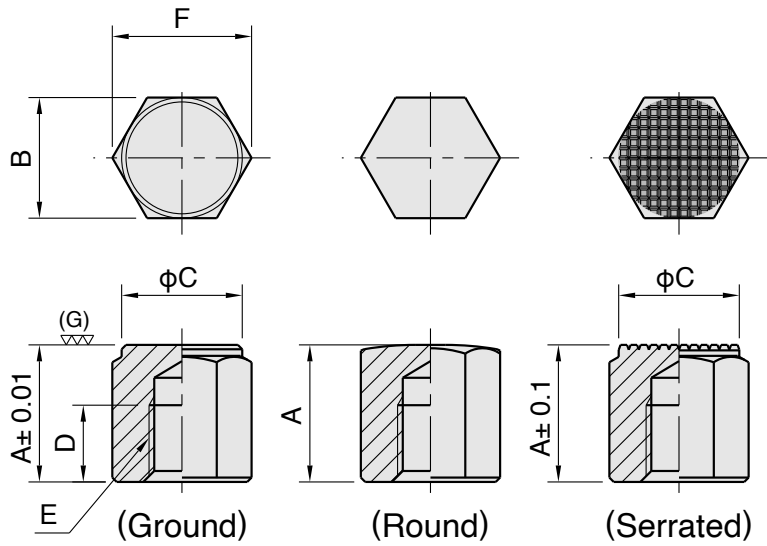 F
B
φC
φC
(G)
A± 0.01
D
A
A± 0.1
E
(Ground)
(Round)
(Serrated)